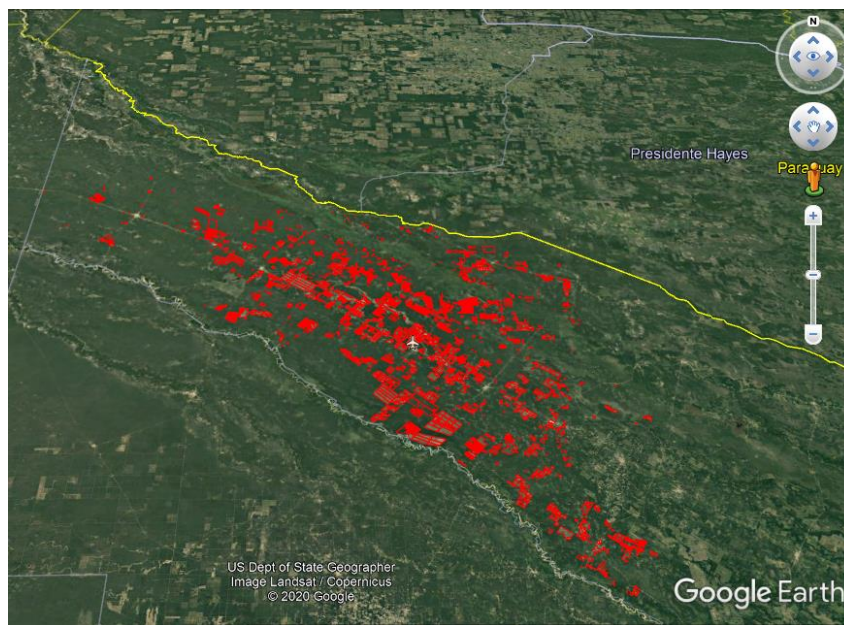 N
Presidente Hayes
Paraguay
US Dept of State Geographer
Image Landsat / Copernicus
© 2020 Google
Google Earth